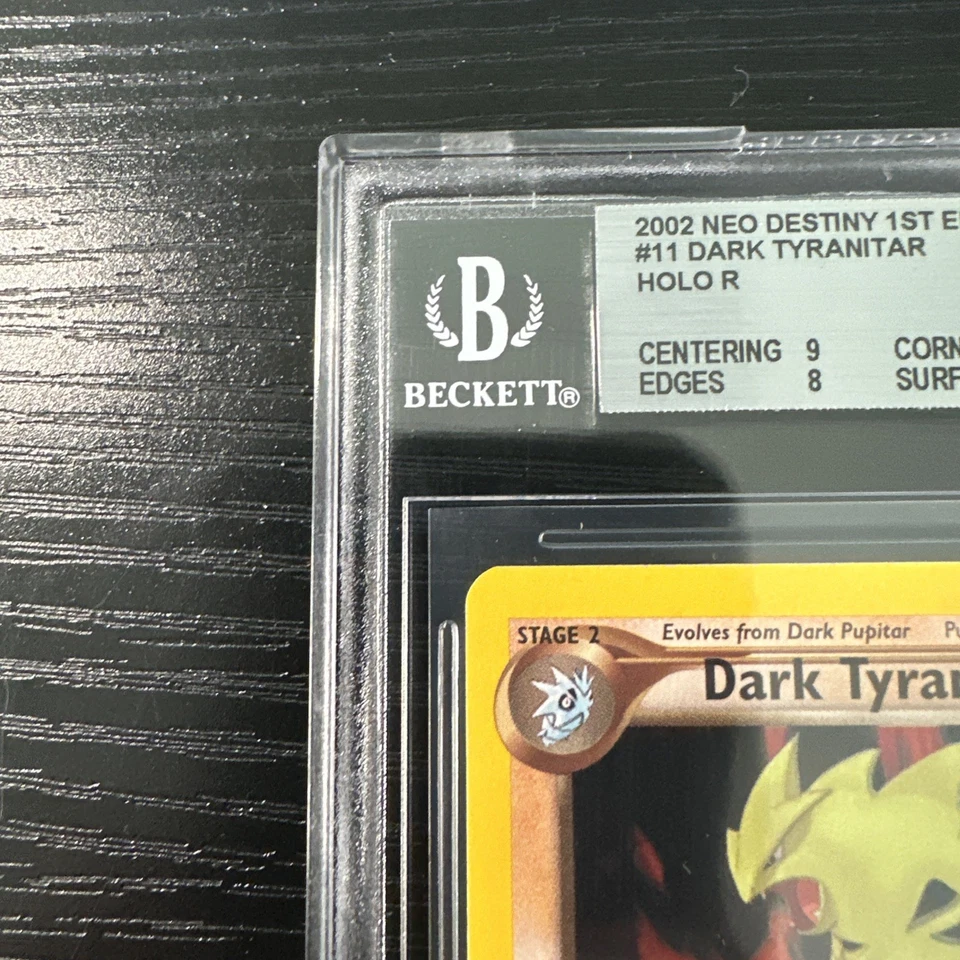 B
BECKETT®
2002 NEO DESTINY 1ST E
#11 DARK TYRANITAR
HOLO R
CENTERING 9 CORN
EDGES 8 SURF
STAGE 2 Evolves from Dark Pupitar Pu
Dark Tyran